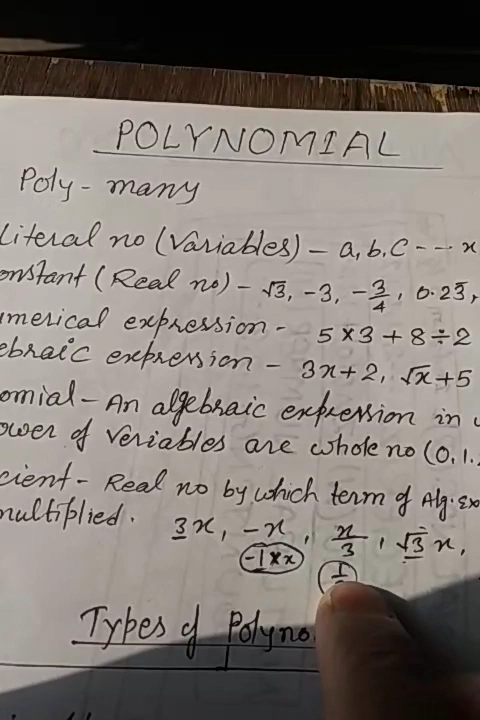 POLYNOMIAL
Poly - many
Literal no (Variables) - a, b, C --- x
onstant (Real no) - √3, -3, -3/4, 0.23,
umerical expression - 5×3+8÷2
ebraic expression - 3x+2, √x+5
omial - An algebraic expression in
ower of Veriables are whole no (0,1.
cient - Real no by which term of Alg. Ex
multiplied. 3x, -x, x/3, √3 x,
-1×x
Types of Polyno